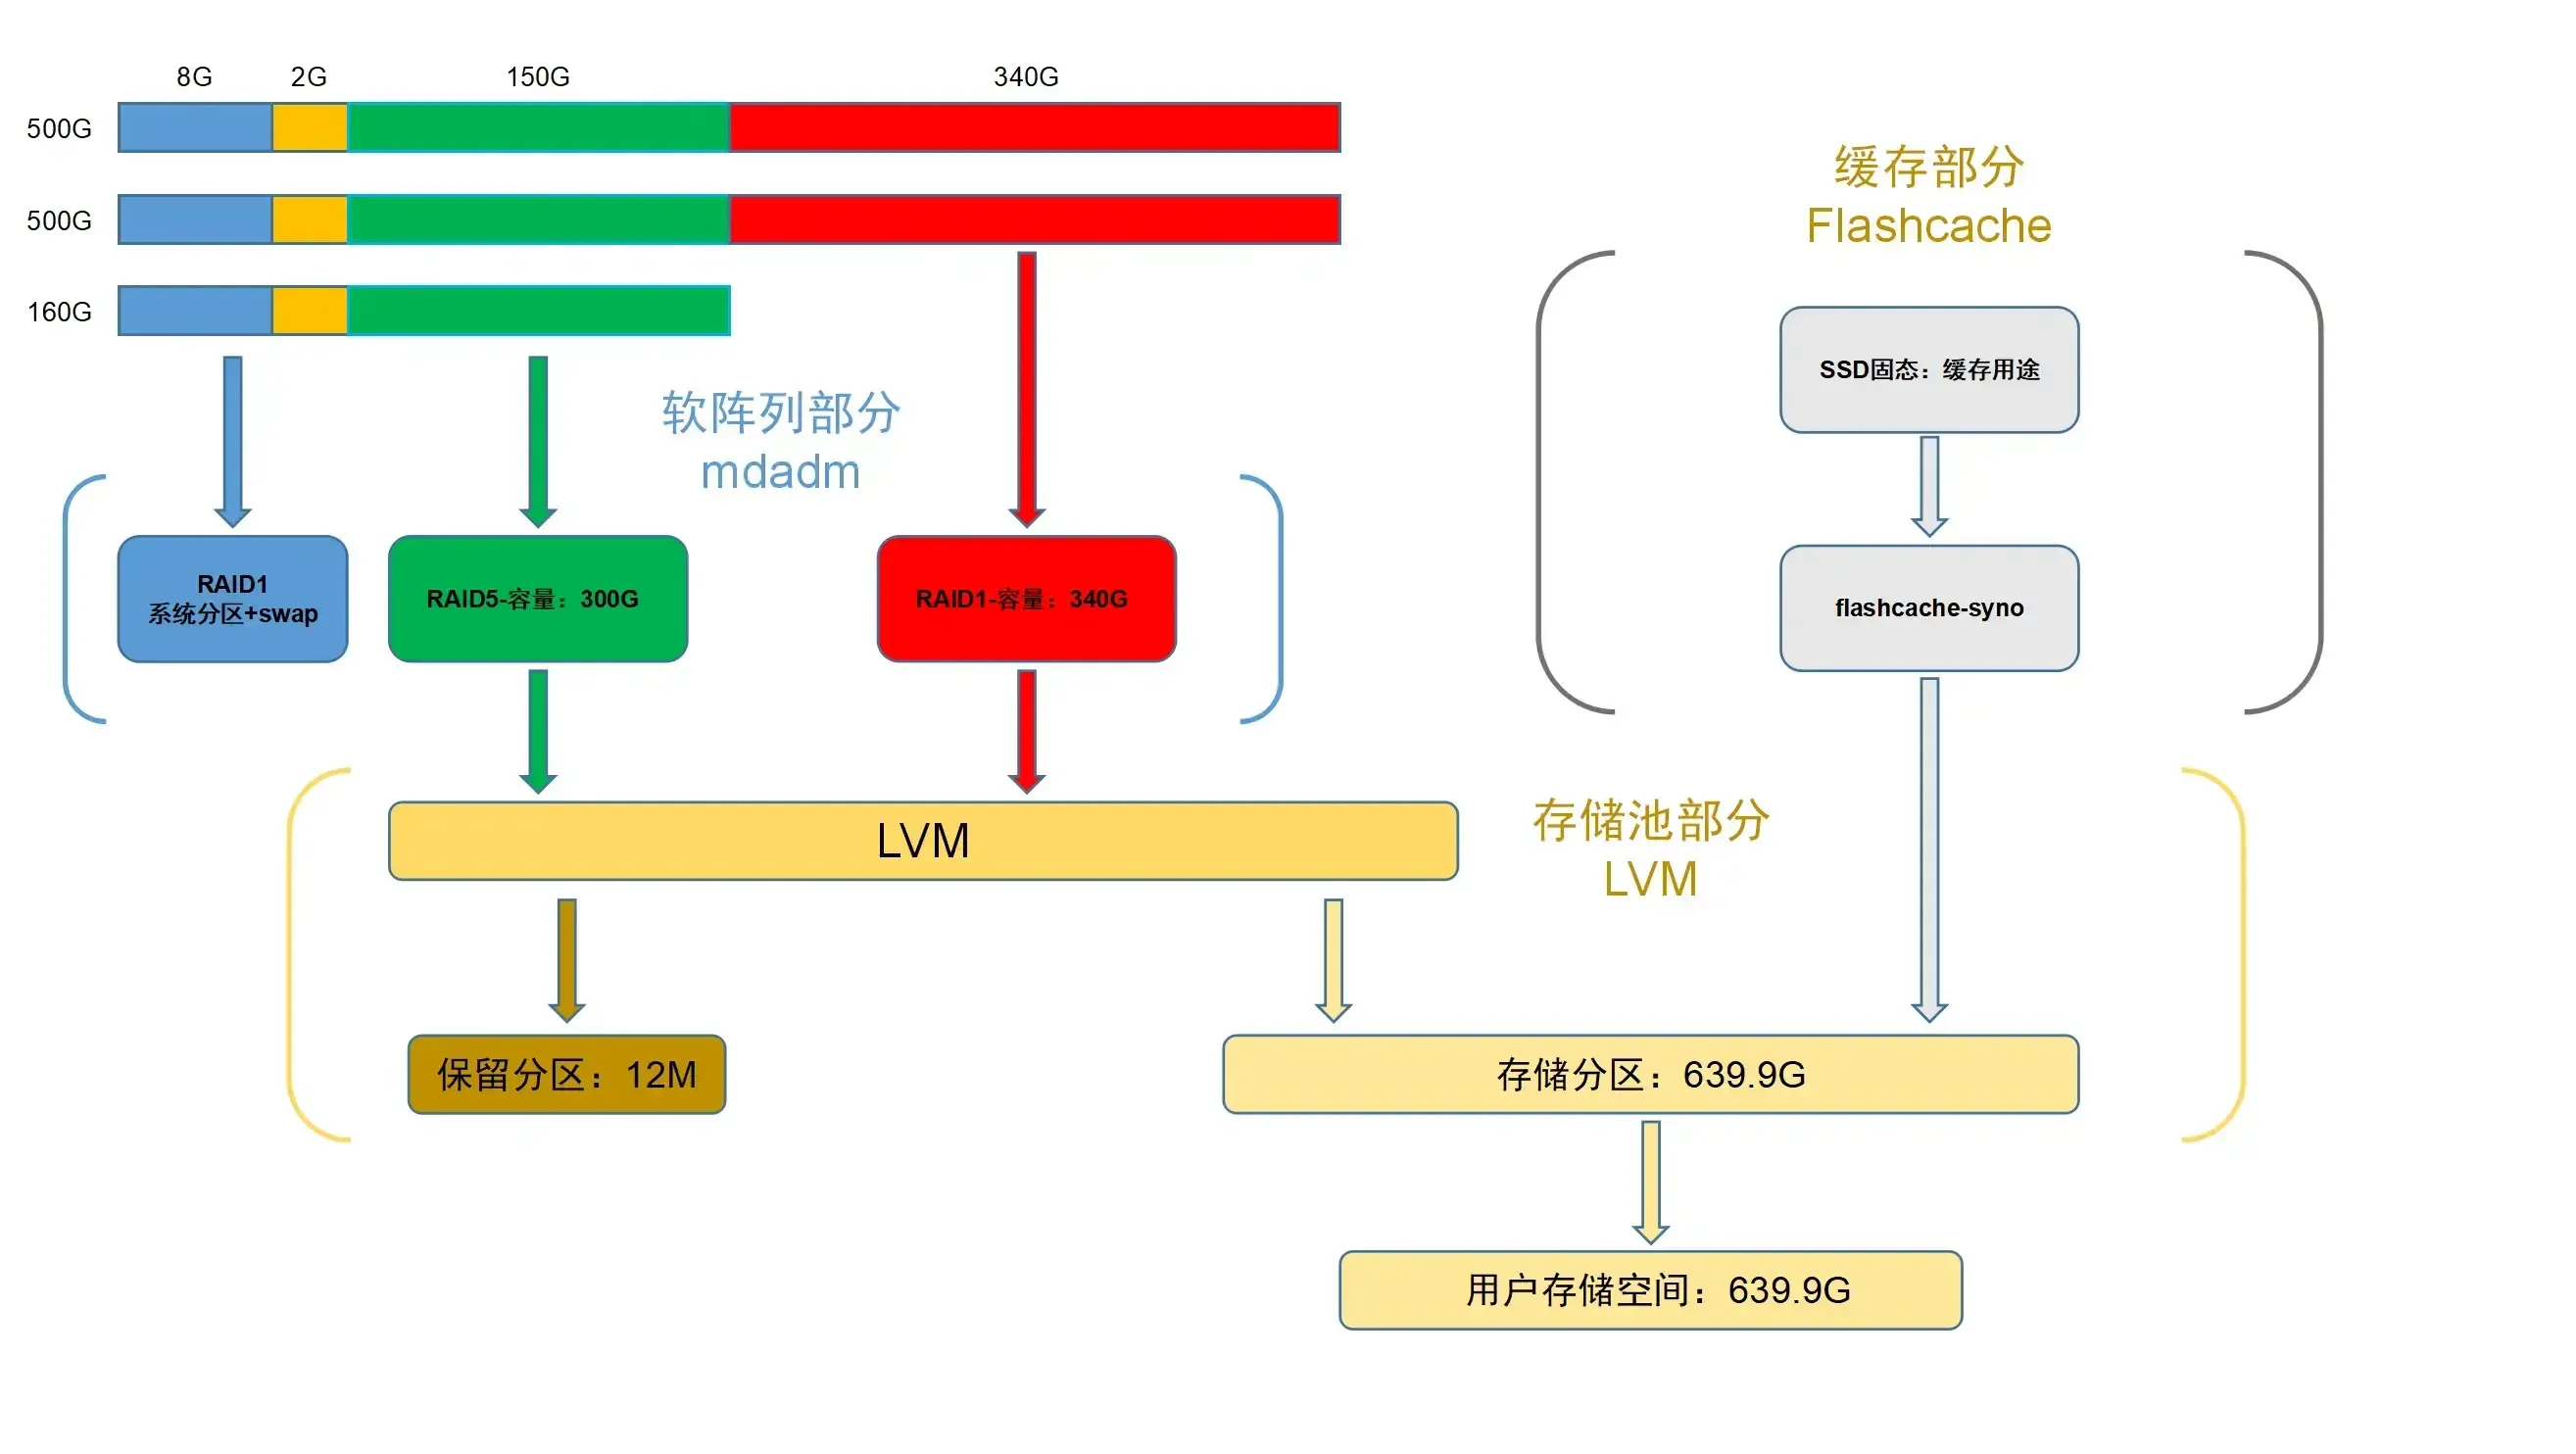 8G
2G
150G
340G
500G
500G
160G
缓存部分
Flashcache
SSD固态：缓存用途
flashcache-syno
软阵列部分
mdadm
RAID1
系统分区+swap
RAID5-容量：300G
RAID1-容量：340G
LVM
存储池部分
LVM
保留分区：12M
存储分区：639.9G
用户存储空间：639.9G